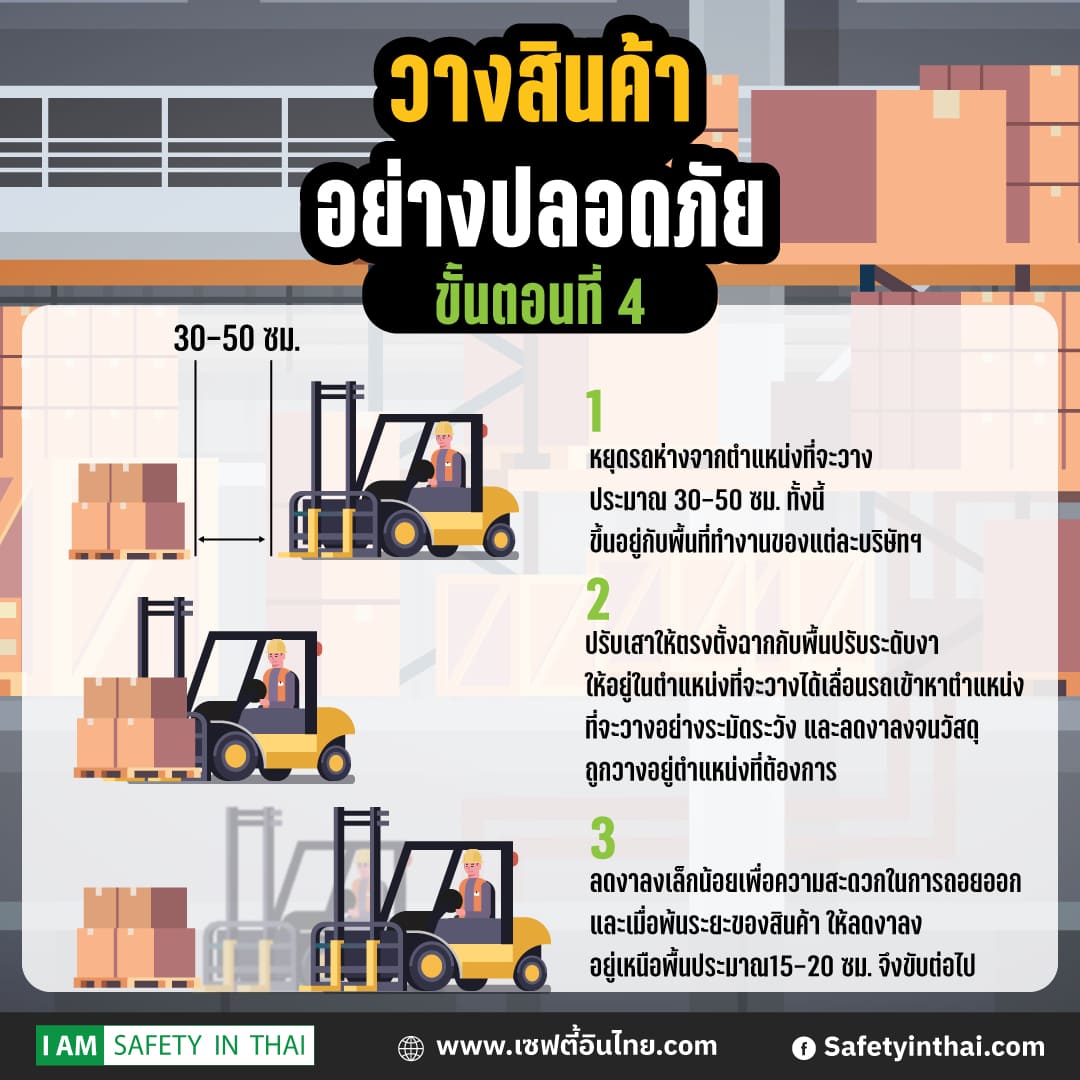 วางสินค้า
อย่างปลอดภัย
ขั้นตอนที่ 4
30-50 ซม.
1
หยุดรถห่างจากตำแหน่งที่จะวาง
ประมาณ 30-50 ซม. ทั้งนี้
ขึ้นอยู่กับพื้นที่ทำงานของแต่ละบริษัทฯ
2
ปรับเสาให้ตรงตั้งฉากกับพื้นปรับระดับงา
ให้อยู่ในตำแหน่งที่จะวางได้เลื่อนรถเข้าหาตำแหน่ง
ที่จะวางอย่างระมัดระวัง และลดงาลงจนวัสดุ
ถูกวางอยู่ตำแหน่งที่ต้องการ
3
ลดงาลงเล็กน้อยเพื่อความสะดวกในการถอยออก
และเมื่อพ้นระยะของสินค้า ให้ลดงาลง
อยู่เหนือพื้นประมาณ15-20 ซม. จึงขับต่อไป
I AM SAFETY IN THAI
www.เซฟตี้อินไทย.com
Safetyinthai.com